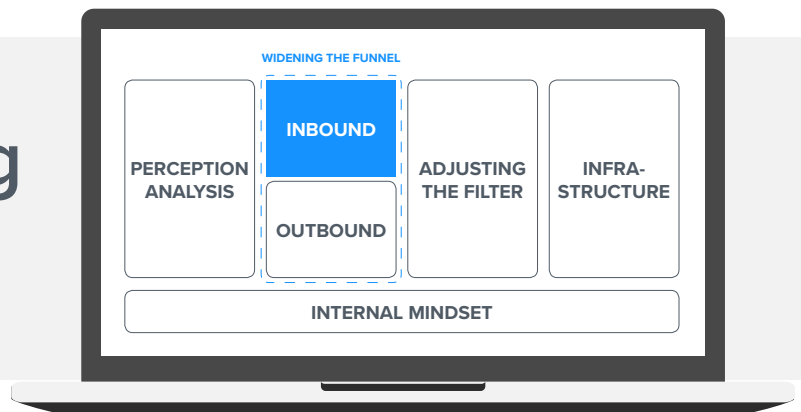 g
WIDENING THE FUNNEL
PERCEPTION
ANALYSIS
INBOUND
OUTBOUND
ADJUSTING
THE FILTER
INFRA-
STRUCTURE
INTERNAL MINDSET